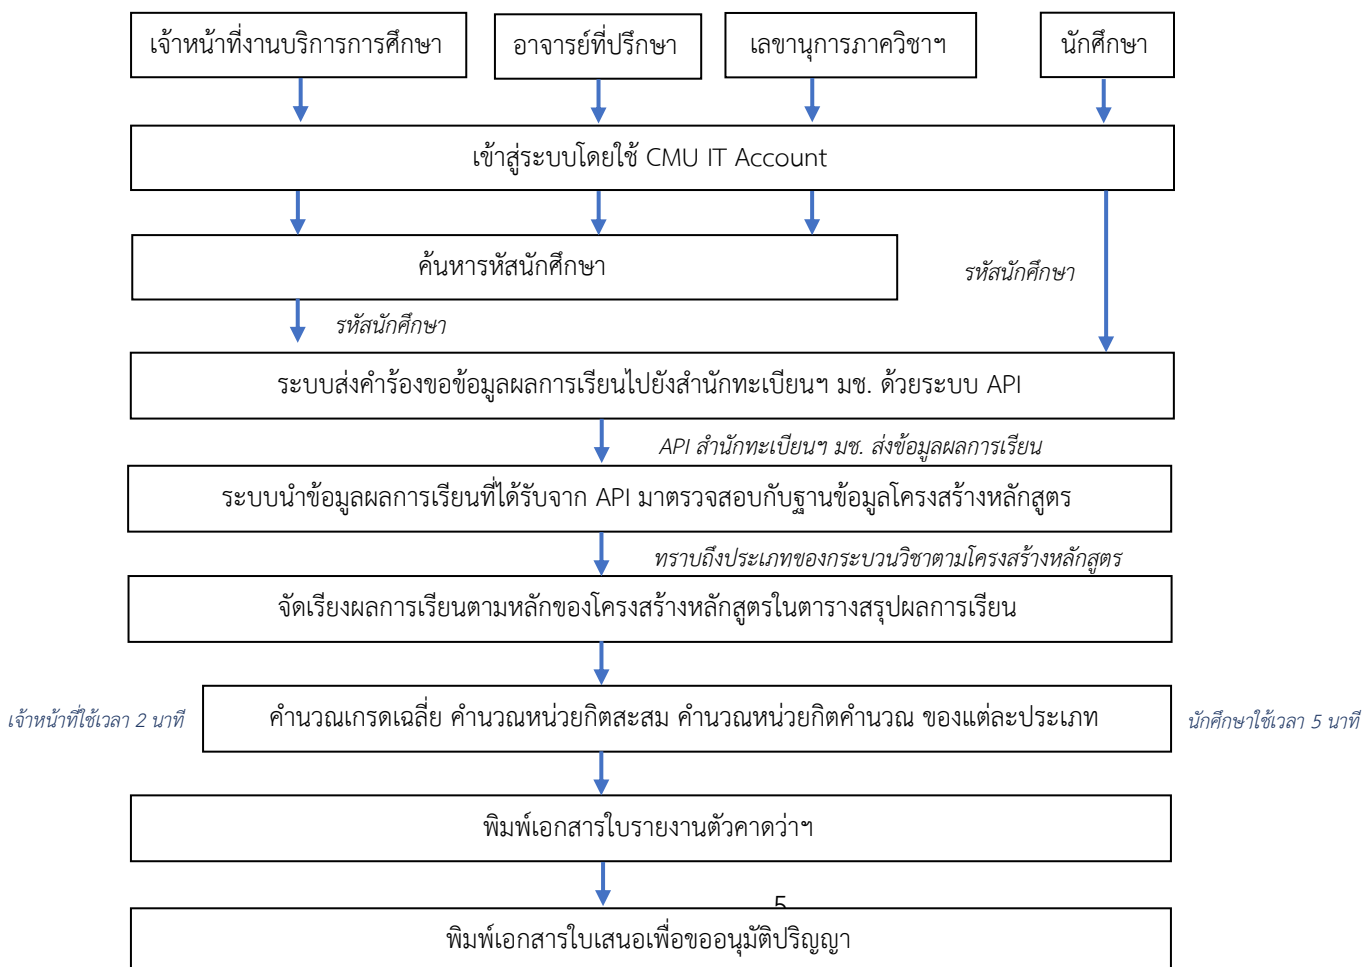 เจ้าหน้าที่งานบริการการศึกษา
อาจารย์ที่ปรึกษา
เลขานุการภาควิชาฯ
นักศึกษา
เข้าสู่ระบบโดยใช้ CMU IT Account
ค้นหารหัสนักศึกษา
รหัสนักศึกษา
รหัสนักศึกษา
ระบบส่งคำร้องขอข้อมูลผลการเรียนไปยังสำนักทะเบียนฯ มช. ด้วยระบบ API
API สำนักทะเบียนฯ มช. ส่งข้อมูลผลการเรียน
ระบบนำข้อมูลผลการเรียนที่ได้รับจาก API มาตรวจสอบกับฐานข้อมูลโครงสร้างหลักสูตร
ทราบถึงประเภทของกระบวนวิชาตามโครงสร้างหลักสูตร
จัดเรียงผลการเรียนตามหลักของโครงสร้างหลักสูตรในตารางสรุปผลการเรียน
เจ้าหน้าที่ใช้เวลา 2 นาที
คำนวณเกรดเฉลี่ย คำนวณหน่วยกิตสะสม คำนวณหน่วยกิตคำนวณ ของแต่ละประเภท
นักศึกษาใช้เวลา 5 นาที
พิมพ์เอกสารใบรายงานตัวคาดว่าฯ
5
พิมพ์เอกสารใบเสนอเพื่อขออนุมัติปริญญา